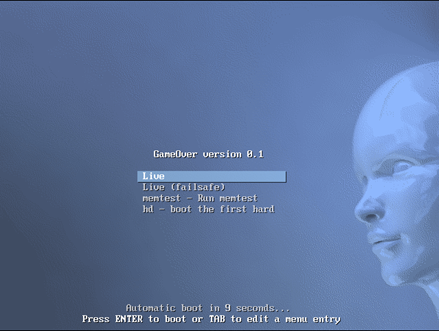 GameOver version 0.1
Live
Live (failsafe)
memtest - Run memtest
hd - boot the first hard
Automatic boot in 9 seconds...
Press ENTER to boot or TAB to edit a menu entry